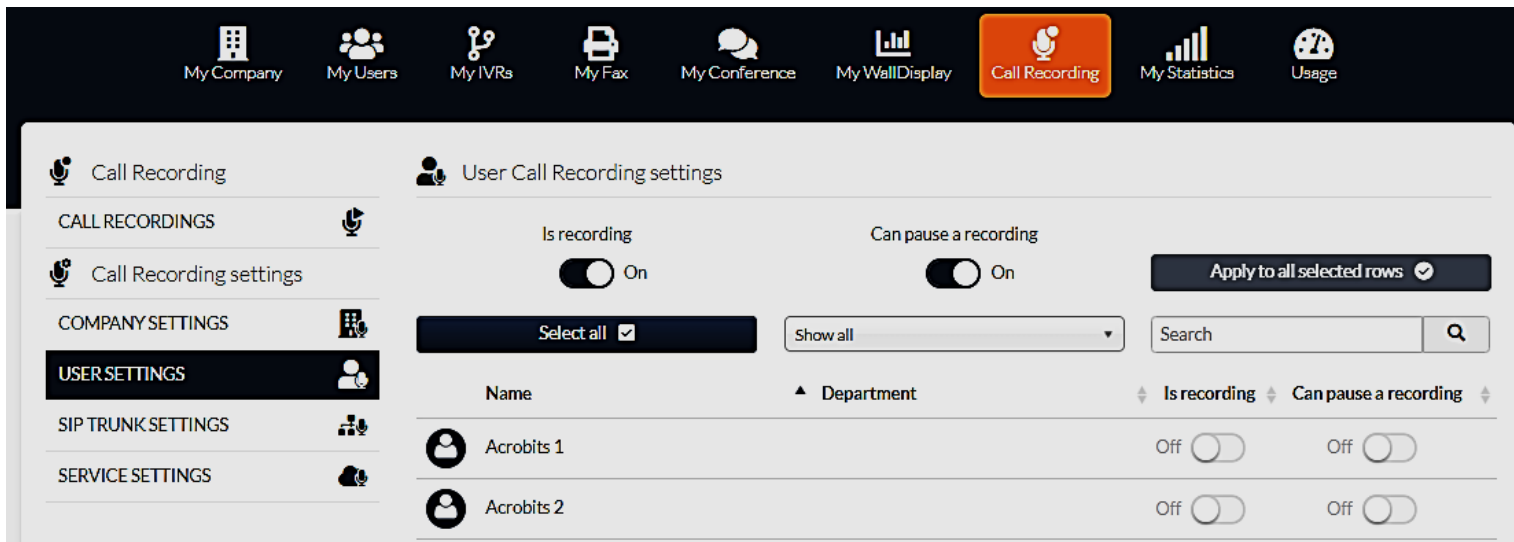 My Company My Users My IVRs My Fax My Conference My WallDisplay Call Recording My Statistics Usage
Call Recording
CALL RECORDINGS
Call Recording settings
COMPANY SETTINGS
USER SETTINGS
SIP TRUNK SETTINGS
SERVICE SETTINGS
User Call Recording settings
Is recording Can pause a recording
On On Apply to all selected rows
Select all Show all Search
Name Department Is recording Can pause a recording
Acrobits 1 Off Off
Acrobits 2 Off Off